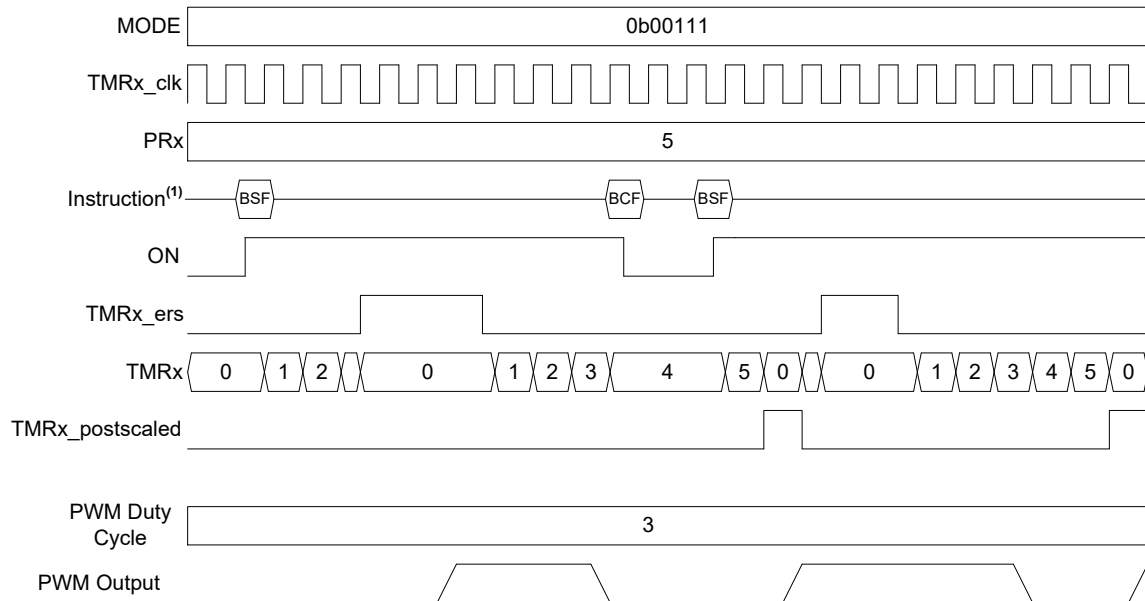 MODE 0b00111
TMRx_clk
PRx 5
Instruction(1) BSF BCF BSF
ON
TMRx_ers
TMRx 0 1 2 0 1 2 3 4 5 0 0 1 2 3 4 5 0
TMRx_postscaled
PWM Duty
Cycle 3
PWM Output